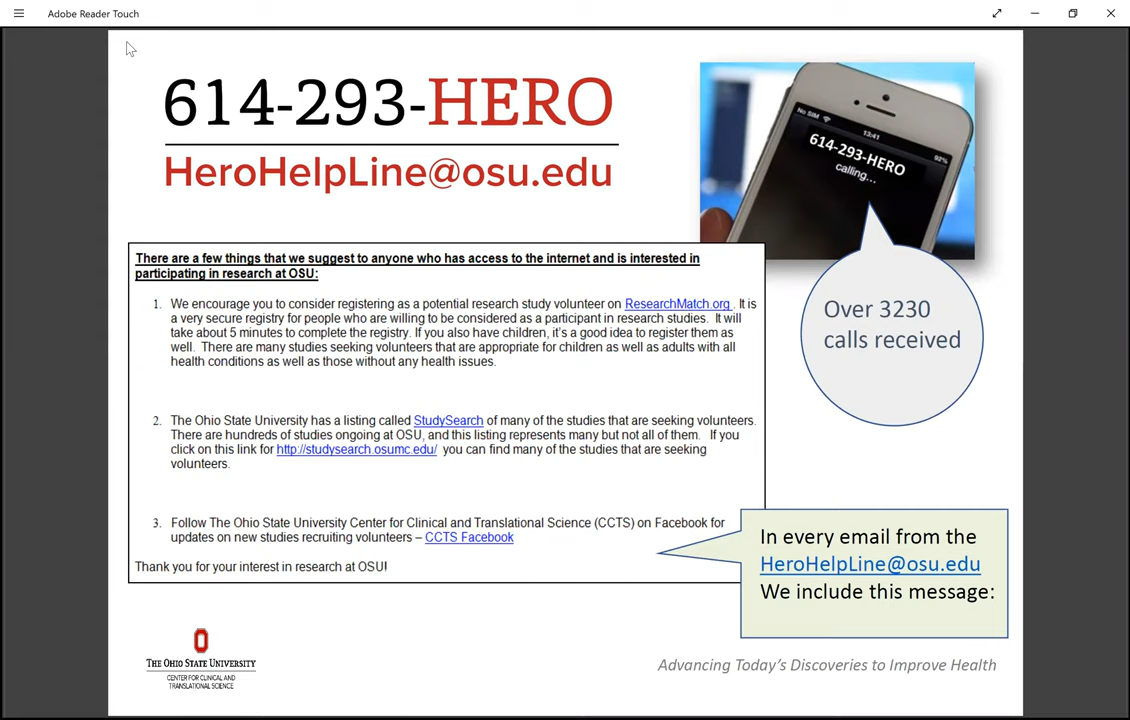 Adobe Reader Touch
614-293-HERO
HeroHelpLine@osu.edu
No SIM
13:41
92%
614-293-HERO
calling...
There are a few things that we suggest to anyone who has access to the internet and is interested in
participating in research at OSU:
1. We encourage you to consider registering as a potential research study volunteer on ResearchMatch.org . It is
a very secure registry for people who are willing to be considered as a participant in research studies. It will
take about 5 minutes to complete the registry. If you also have children, it's a good idea to register them as
well. There are many studies seeking volunteers that are appropriate for children as well as adults with all
health conditions as well as those without any health issues.
Over 3230
calls received
2. The Ohio State University has a listing called StudySearch of many of the studies that are seeking volunteers.
There are hundreds of studies ongoing at OSU, and this listing represents many but not all of them. If you
click on this link for http://studysearch.osumc.edu/ you can find many of the studies that are seeking
volunteers.
3. Follow The Ohio State University Center for Clinical and Translational Science (CCTS) on Facebook for
updates on new studies recruiting volunteers – CCTS Facebook
Thank you for your interest in research at OSU!
In every email from the
HeroHelpLine@osu.edu
We include this message:
THE OHIO STATE UNIVERSITY
CENTER FOR CLINICAL AND
TRANSLATIONAL SCIENCE
Advancing Today's Discoveries to Improve Health